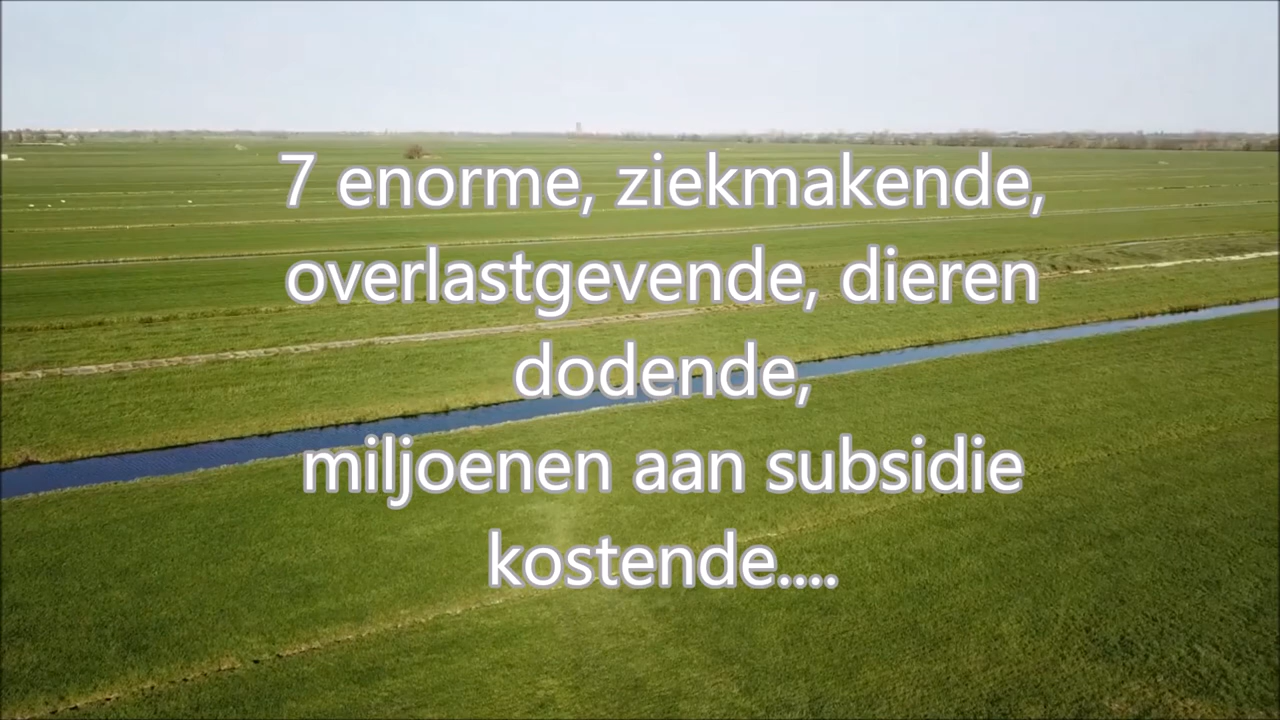 7 enorme, ziekmakende,
overlastgevende, dieren
dodende,
miljoenen aan subsidie
kostende....